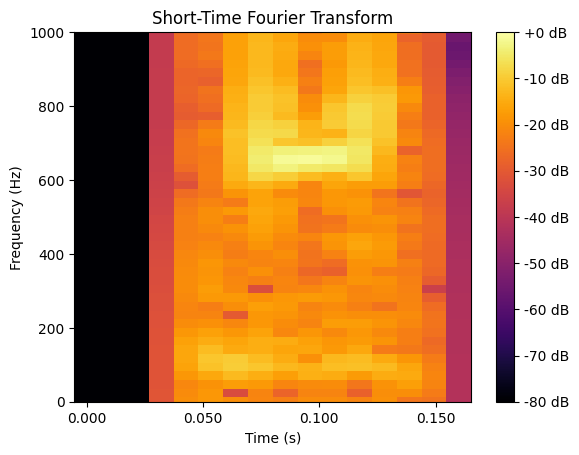 Short-Time Fourier Transform
1000
800
600
400
200
0
Frequency (Hz)
0.000
0.050
0.100
0.150
Time (s)
+0 dB
-10 dB
-20 dB
-30 dB
-40 dB
-50 dB
-60 dB
-70 dB
-80 dB